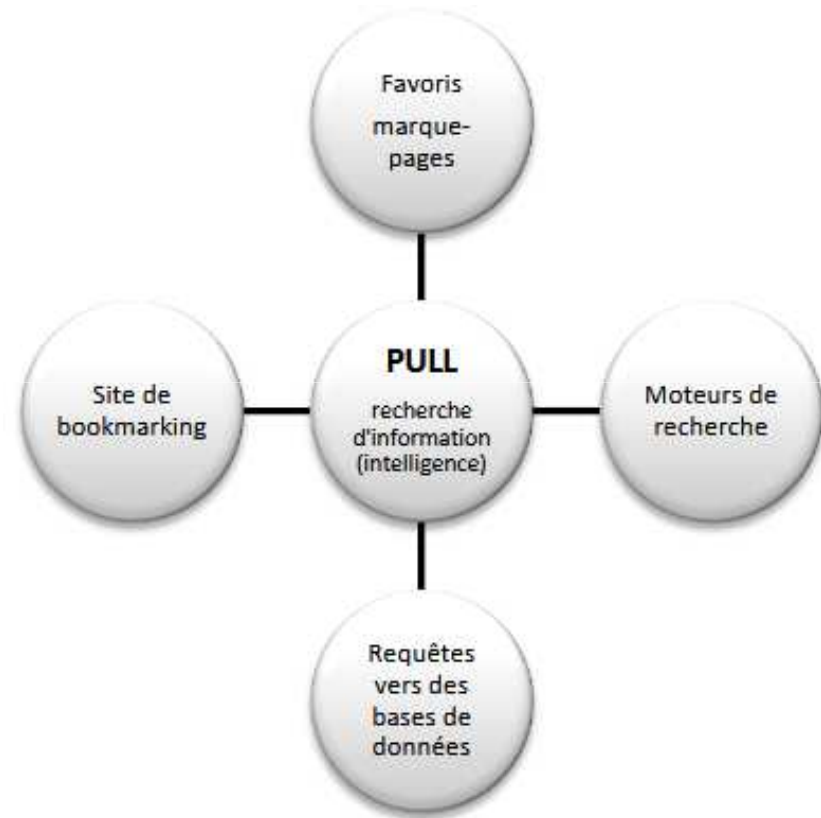 Favoris
marque-
pages
Site de
bookmarking
PULL
recherche
d'information
(intelligence)
Moteurs de
recherche
Requêtes
vers des
bases de
données